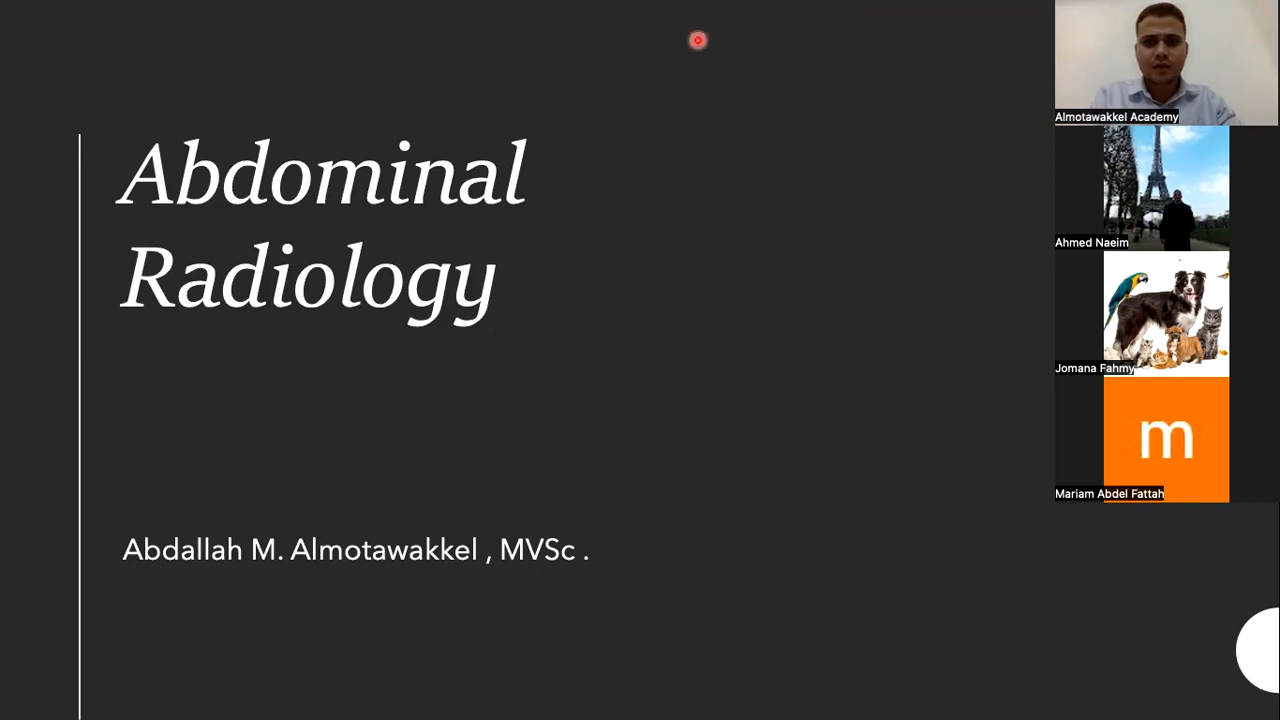 Abdominal
Radiology
Abdallah M. Almotawakkel , MVSc .
Almotawakkel Academy
Ahmed Naeim
Jomana Fahmy
m
Mariam Abdel Fattah